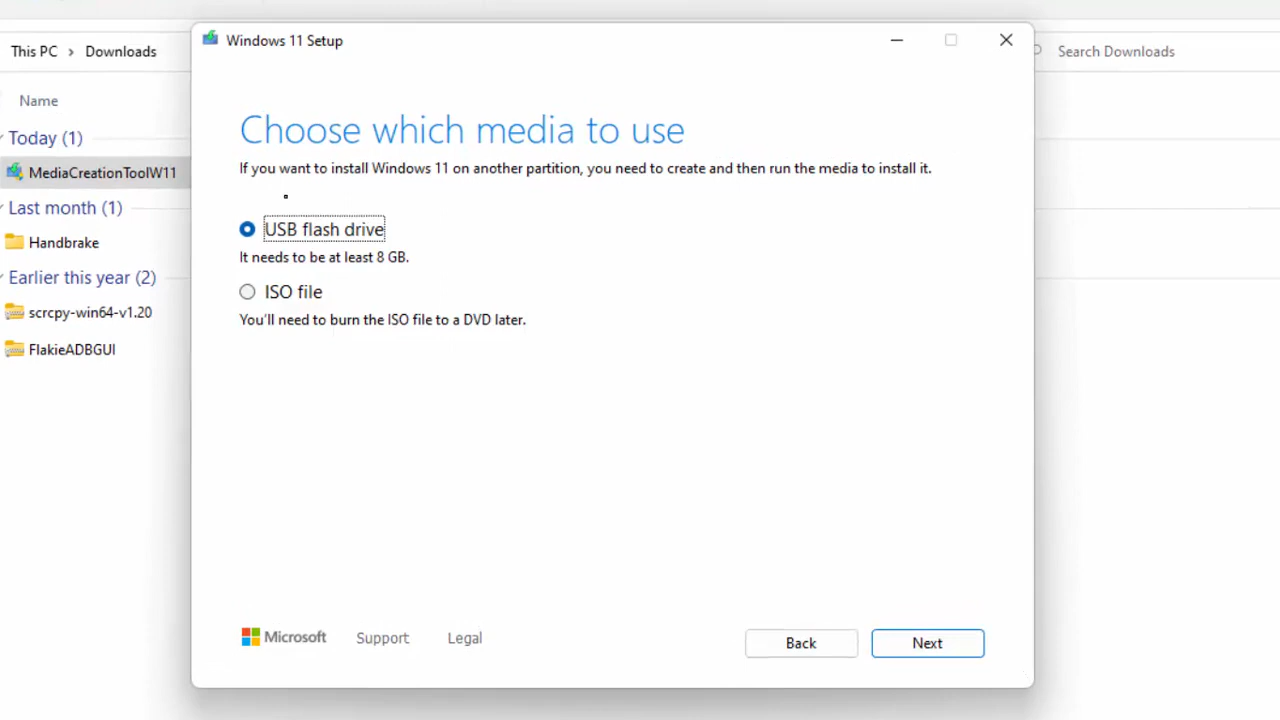 This PC > Downloads
Search Downloads
Name
Today (1)
MediaCreationToolW11
Last month (1)
Handbrake
Earlier this year (2)
scrcpy-win64-v1.20
FlakieADBGUI
Windows 11 Setup
Choose which media to use
If you want to install Windows 11 on another partition, you need to create and then run the media to install it.
USB flash drive
It needs to be at least 8 GB.
ISO file
You'll need to burn the ISO file to a DVD later.
Microsoft
Support
Legal
Back
Next